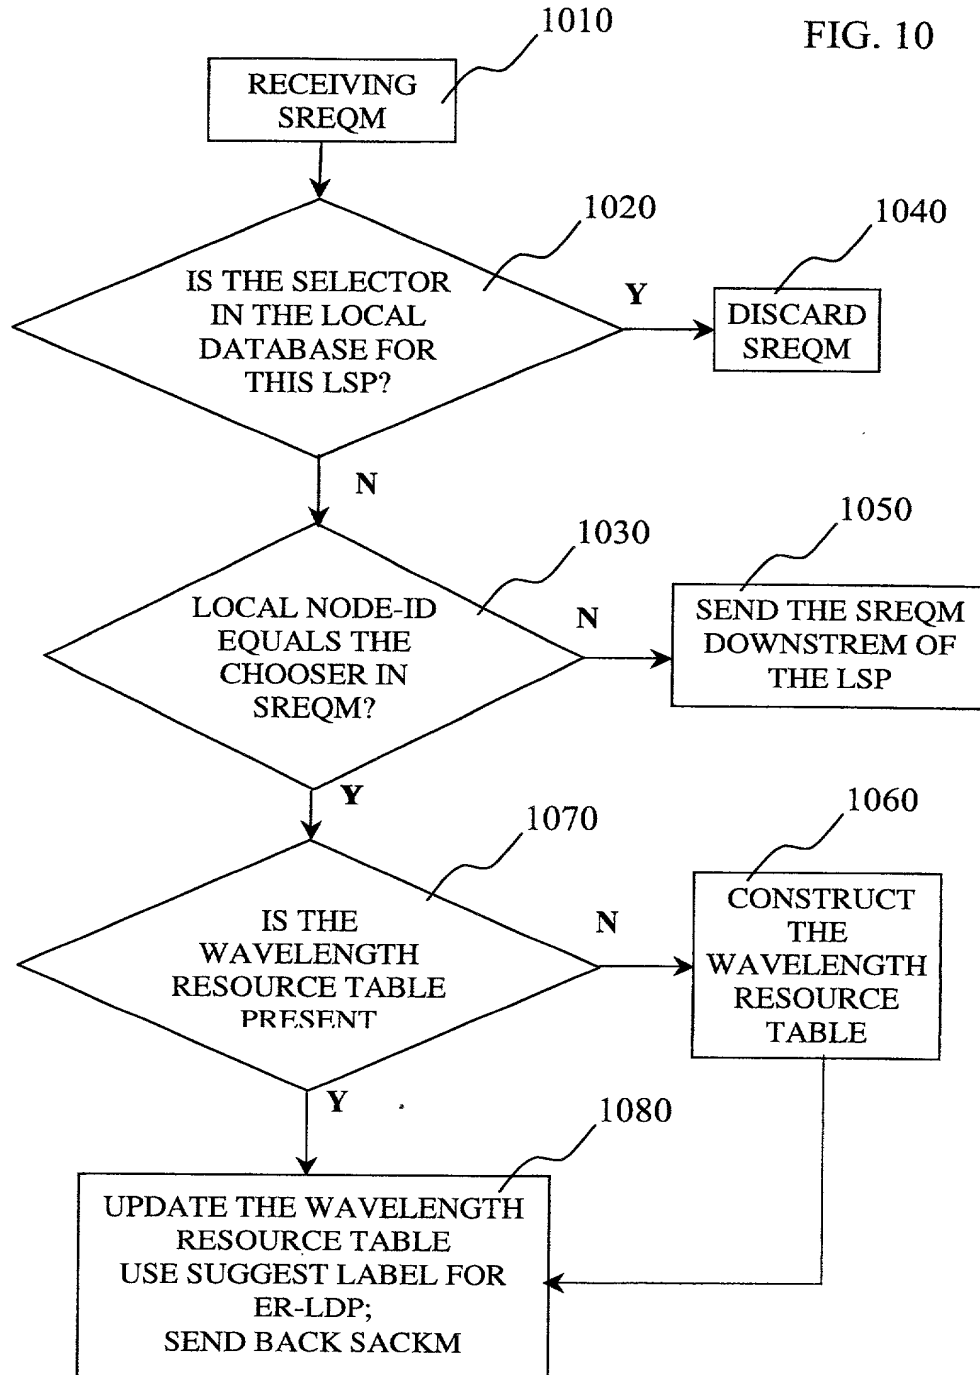 FIG. 10
1010
RECEIVING
SREQM
1020
IS THE SELECTOR
IN THE LOCAL
DATABASE FOR
THIS LSP?
Y
1040
DISCARD
SREQM
N
1030
LOCAL NODE-ID
EQUALS THE
CHOOSER IN
SREQM?
N
1050
SEND THE SREQM
DOWNSTREM OF
THE LSP
Y
1070
IS THE
WAVELENGTH
RESOURCE TABLE
PRESENT
N
1060
CONSTRUCT
THE
WAVELENGTH
RESOURCE
TABLE
Y
1080
UPDATE THE WAVELENGTH
RESOURCE TABLE
USE SUGGEST LABEL FOR
ER-LDP;
SEND BACK SACKM